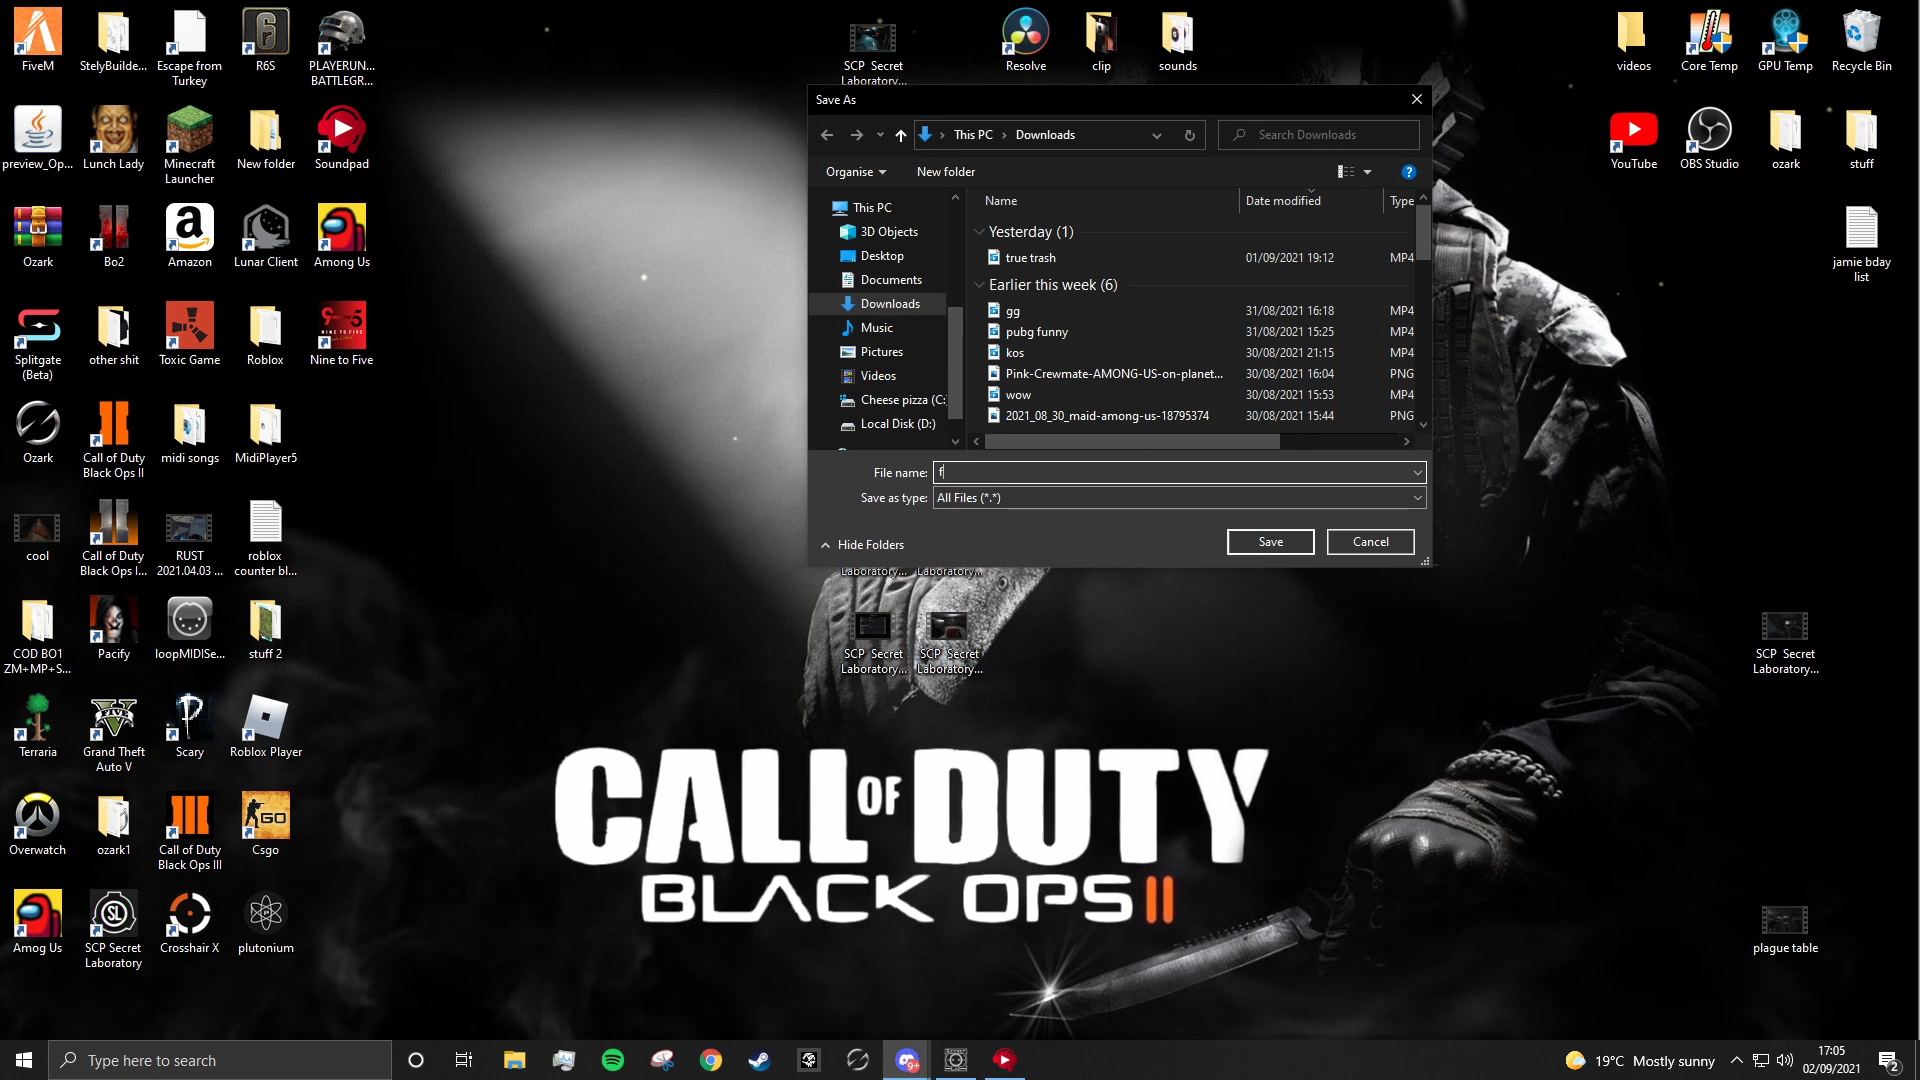 FiveM
StelyBuilde...
Escape from
Turkey
R6S
PLAYERUN...
BATTLEGR...
SCP Secret
Laboratory...
Resolve
clip
sounds
videos
Core Temp
GPU Temp
Recycle Bin
preview_Op...
Lunch Lady
Minecraft
Launcher
New folder
Soundpad
YouTube
OBS Studio
ozark
stuff
Ozark
Bo2
Amazon
Lunar Client
Among Us
jamie bday
list
Splitgate
(Beta)
other shit
Toxic Game
Roblox
Nine to Five
Ozark
Call of Duty
Black Ops II
midi songs
MidiPlayer5
cool
Call of Duty
Black Ops I...
RUST
2021.04.03 ...
roblox
counter bl...
COD BO1
ZM+MP+S...
Pacify
loopMIDISe...
stuff 2
Terraria
Grand Theft
Auto V
Scary
Roblox Player
Overwatch
ozark1
Call of Duty
Black Ops III
GO
Csgo
Amog Us
SL
SCP Secret
Laboratory
Crosshair X
plutonium
Save As
This PC
Downloads
Search Downloads
Organise
New folder
This PC
3D Objects
Desktop
Documents
Downloads
Music
Pictures
Videos
Cheese pizza (C:
Local Disk (D:)
Name
Date modified
Type
Yesterday (1)
true trash 01/09/2021 19:12 MP4
Earlier this week (6)
gg 31/08/2021 16:18 MP4
pubg funny 31/08/2021 15:25 MP4
kos 30/08/2021 21:15 MP4
Pink-Crewmate-AMONG-US-on-planet... 30/08/2021 16:04 PNG
wow 30/08/2021 15:53 MP4
2021_08_30_maid-among-us-18795374 30/08/2021 15:44 PNG
File name: f
Save as type: All Files (*.*)
Hide Folders
Save
Cancel
Laboratory...
Laboratory...
SCP Secret
Laboratory...
SCP Secret
Laboratory...
SCP Secret
Laboratory...
plague table
CALL OF DUTY
BLACK OPS II
Type here to search
9+
19°C Mostly sunny
17:05
02/09/2021
2